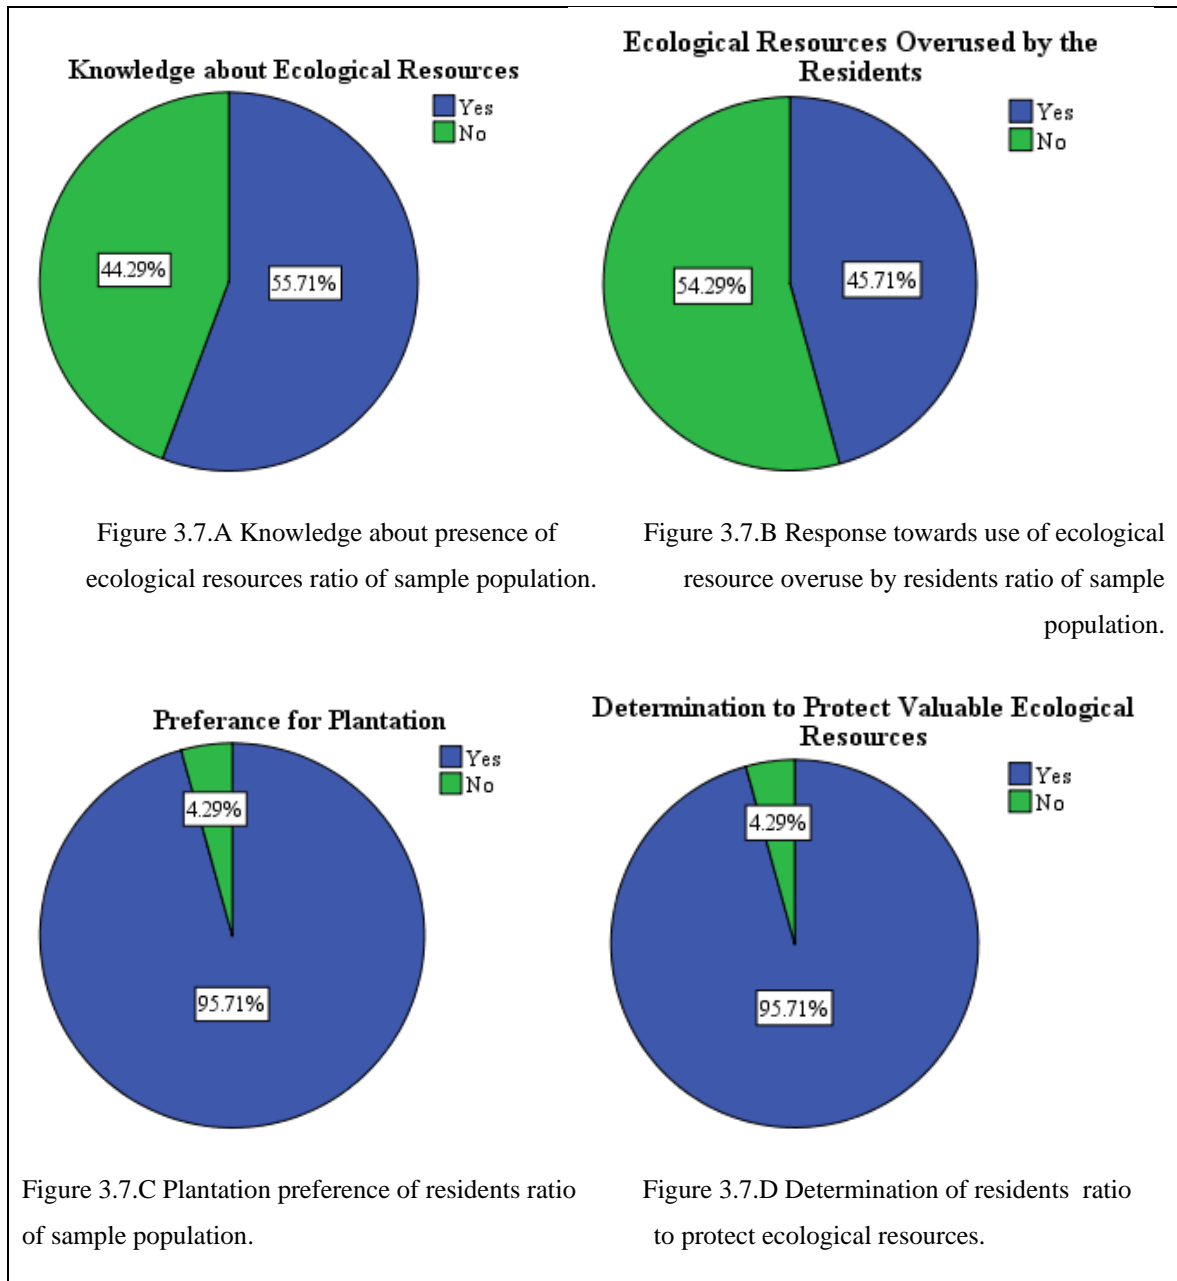 Knowledge about Ecological Resources
Yes
No
44.29%
55.71%
Ecological Resources Overused by the
Residents
Yes
No
54.29%
45.71%
Figure 3.7.A Knowledge about presence of
ecological resources ratio of sample population.
Figure 3.7.B Response towards use of ecological
resource overuse by residents ratio of sample
population.
Preferance for Plantation
Yes
No
4.29%
95.71%
Determination to Protect Valuable Ecological
Resources
Yes
No
4.29%
95.71%
Figure 3.7.C Plantation preference of residents ratio
of sample population.
Figure 3.7.D Determination of residents ratio
to protect ecological resources.